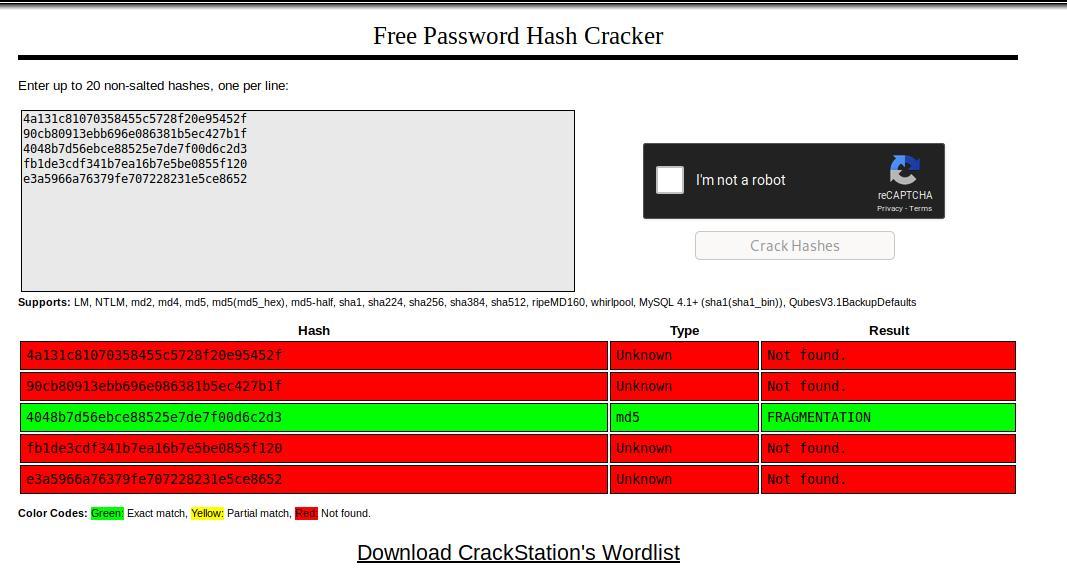 Free Password Hash Cracker
Enter up to 20 non-salted hashes, one per line:
4a131c81070358455c5728f20e95452f
90cb80913ebb696e086381b5ec427b1f
4048b7d56ebce88525e7de7f00d6c2d3
fb1de3cdf341b7ea16b7e5be0855f120
e3a5966a76379fe707228231e5ce8652
I'm not a robot
reCAPTCHA
Privacy - Terms
Crack Hashes
Supports: LM, NTLM, md2, md4, md5, md5(md5_hex), md5-half, sha1, sha224, sha256, sha384, sha512, ripeMD160, whirlpool, MySQL 4.1+ (sha1(sha1_bin)), QubesV3.1BackupDefaults
Hash Type Result
4a131c81070358455c5728f20e95452f Unknown Not found.
90cb80913ebb696e086381b5ec427b1f Unknown Not found.
4048b7d56ebce88525e7de7f00d6c2d3 md5 FRAGMENTATION
fb1de3cdf341b7ea16b7e5be0855f120 Unknown Not found.
e3a5966a76379fe707228231e5ce8652 Unknown Not found.
Color Codes: Green: Exact match, Yellow: Partial match, Red: Not found.
Download CrackStation's Wordlist